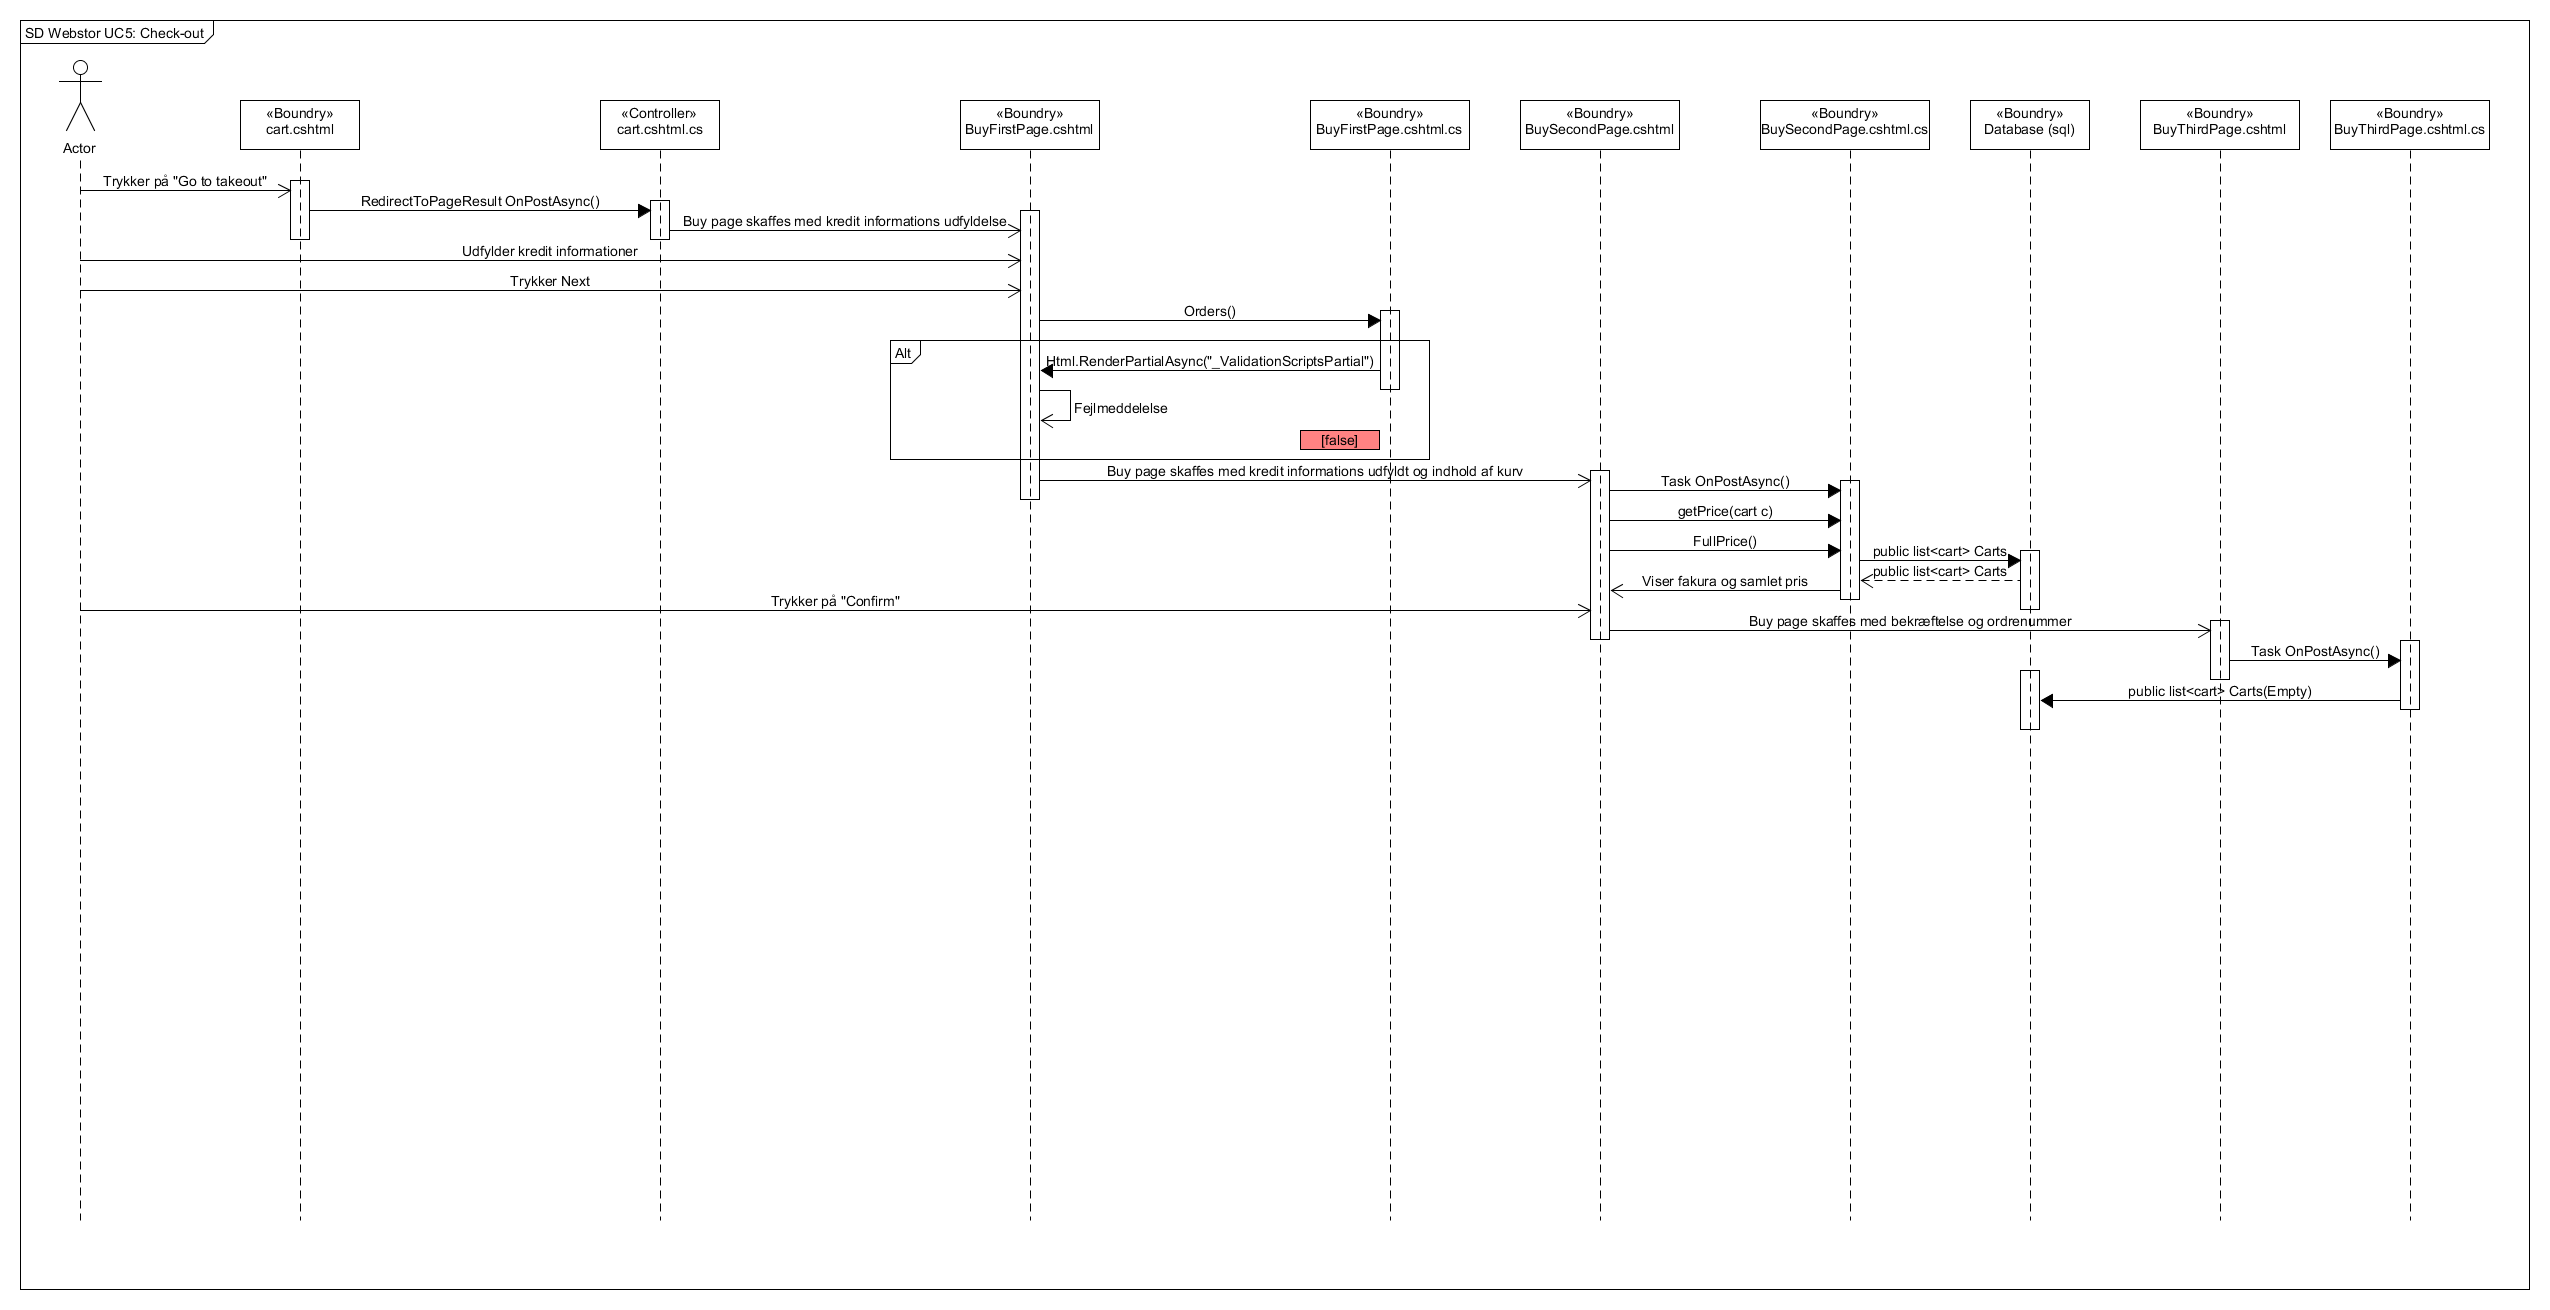 SD Webstor UC5: Check-out
Actor
«Boundry»
cart.cshtml
«Controller»
cart.cshtml.cs
«Boundry»
BuyFirstPage.cshtml
«Boundry»
BuyFirstPage.cshtml.cs
«Boundry»
BuySecondPage.cshtml
«Boundry»
BuySecondPage.cshtml.cs
«Boundry»
Database (sql)
«Boundry»
BuyThirdPage.cshtml
«Boundry»
BuyThirdPage.cshtml.cs
Trykker på "Go to takeout"
RedirectToPageResult OnPostAsync()
Buy page skaffes med kredit informations udfyldelse
Udfylder kredit informationer
Trykker Next
Orders()
Alt
Html.RenderPartialAsync("_ValidationScriptsPartial")
Fejlmeddelelse
[false]
Buy page skaffes med kredit informations udfyldt og indhold af kurv
Task OnPostAsync()
getPrice(cart c)
FullPrice()
public list<cart> Carts
public list<cart> Carts
Viser fakura og samlet pris
Trykker på "Confirm"
Buy page skaffes med bekræftelse og ordrenummer
Task OnPostAsync()
public list<cart> Carts(Empty)